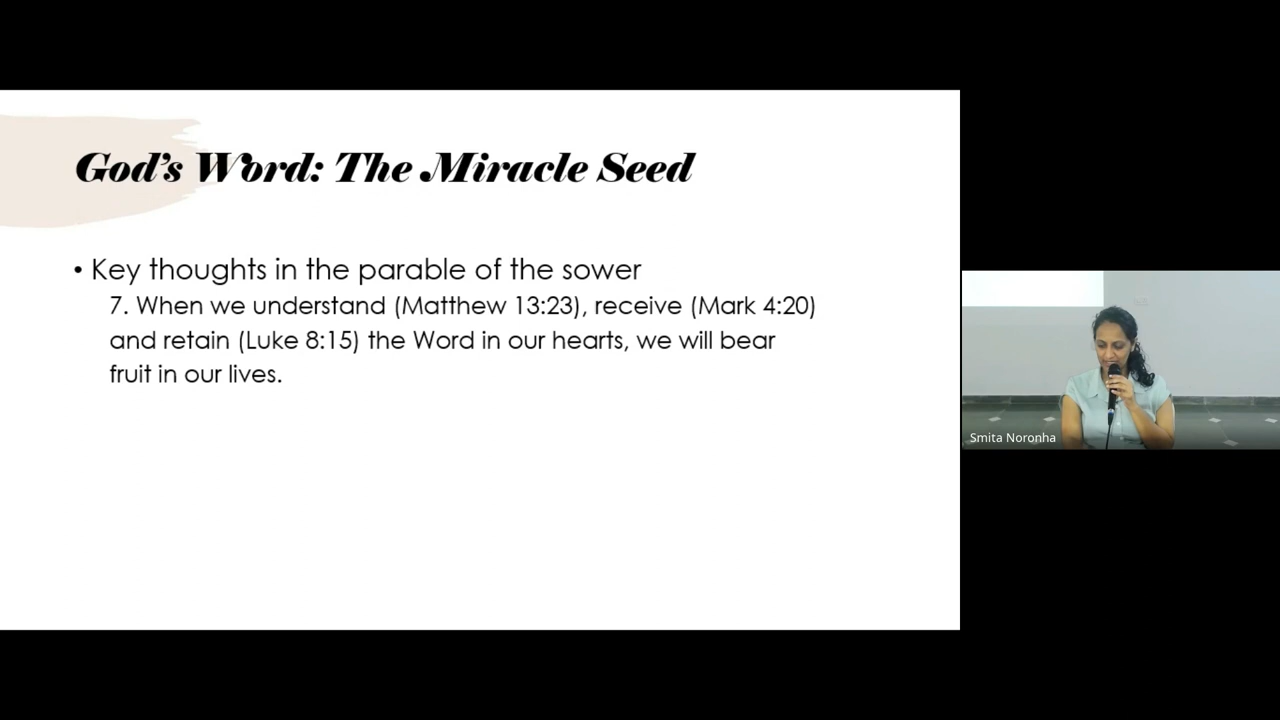 God's Word: The Miracle Seed
• Key thoughts in the parable of the sower
7. When we understand (Matthew 13:23), receive (Mark 4:20)
and retain (Luke 8:15) the Word in our hearts, we will bear
fruit in our lives.
Smita Noronha